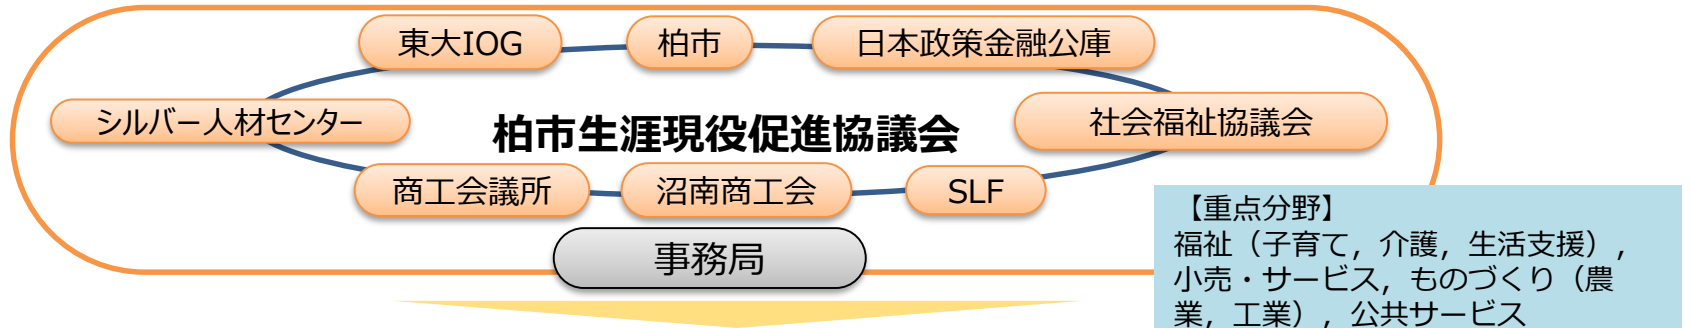 東大IOG
柏市
日本政策金融公庫
シルバー人材センター
柏市生涯現役促進協議会
社会福祉協議会
商工会議所
沼南商工会
SLF
事務局
【重点分野】
福祉（子育て，介護，生活支援），
小売・サービス，ものづくり（農
業，工業），公共サービス